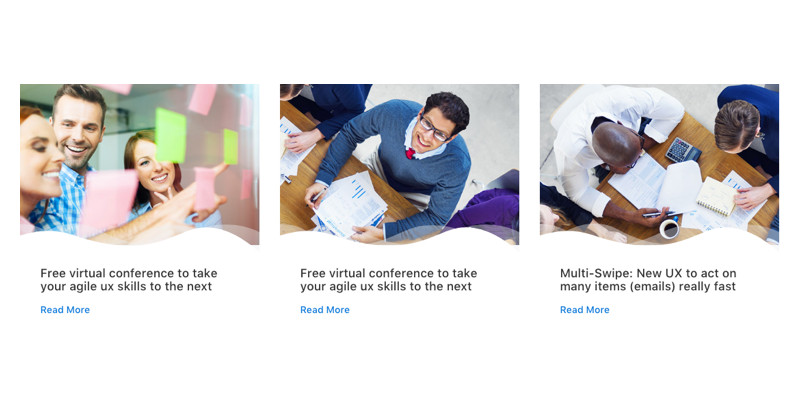 Free virtual conference to take
your agile ux skills to the next
Read More
Free virtual conference to take
your agile ux skills to the next
Read More
Multi-Swipe: New UX to act on
many items (emails) really fast
Read More